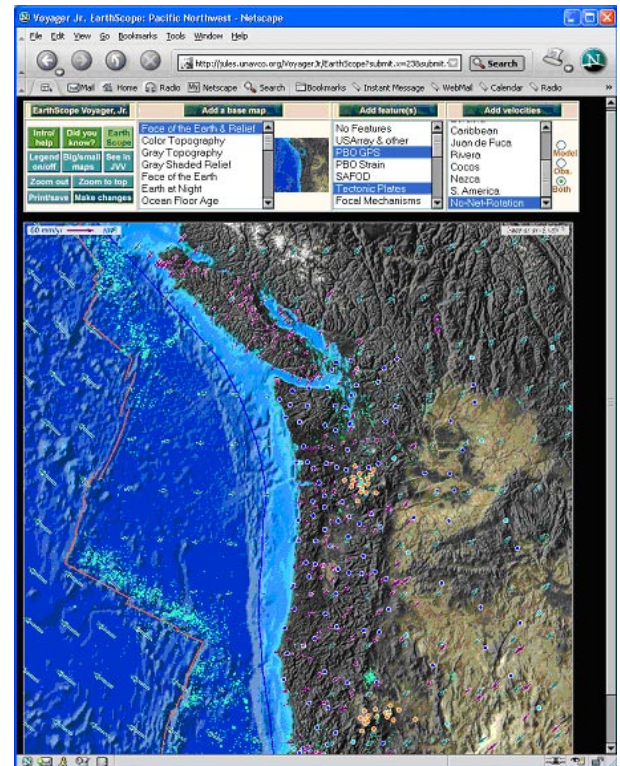 Voyager Jr. EarthScope: Pacific Northwest - Netscape
File Edit View Go Bookmarks Tools Window Help
Search
Mail Home Radio My Netscape Search Bookmarks Instant Message WebMail Calendar Radio
EarthScope Voyager, Jr. Add a base map Add feature(s) Add velocities
Intro/ help
Did you know?
Earth Scope
Legend on/off
Big/small maps
See in JVV
Zoom out Zoom to top
Print/save Make changes
Face of the Earth & Relief
Color Topography
Gray Topography
Gray Shaded Relief
Face of the Earth
Earth at Night
Ocean Floor Age
No Features
USArray & other
PBO GPS
PBO Strain
SAFOD
Tectonic Plates
Focal Mechanisms
Caribbean
Juan de Fuca
Rivera
Cocos
Nazca
S. America
No-Net-Rotation
Model
Obs.
Both
60 mm/yr